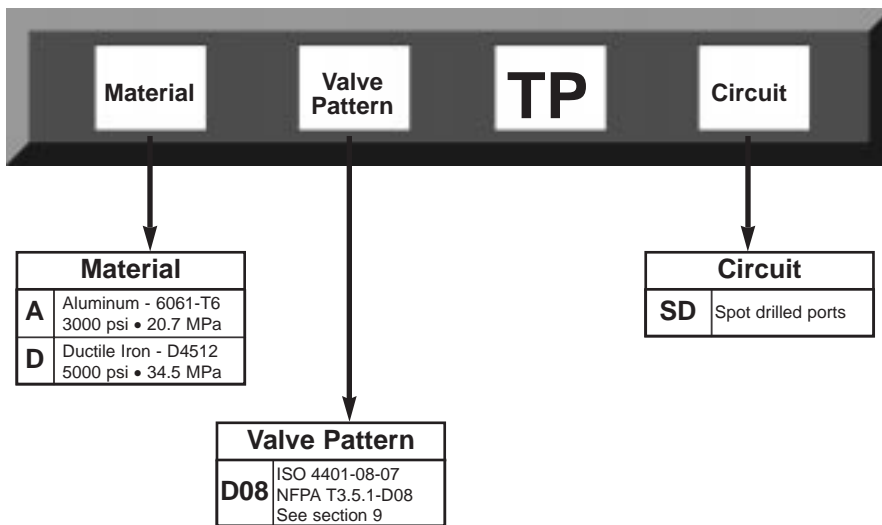 Material
Valve
Pattern
TP
Circuit
Material
A
Aluminum - 6061-T6
3000 psi • 20.7 MPa
D
Ductile Iron - D4512
5000 psi • 34.5 MPa
Circuit
SD
Spot drilled ports
Valve Pattern
D08
ISO 4401-08-07
NFPA T3.5.1-D08
See section 9